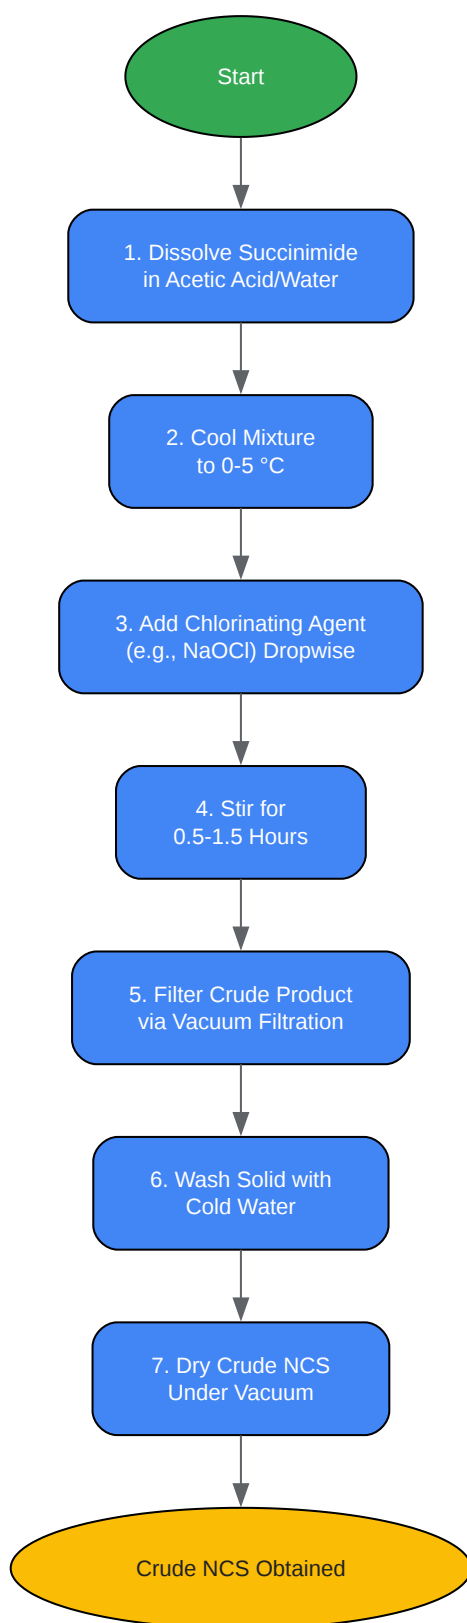 Start
1. Dissolve Succinimide
in Acetic Acid/Water
2. Cool Mixture
to 0-5 °C
3. Add Chlorinating Agent
(e.g., NaOCl) Dropwise
4. Stir for
0.5-1.5 Hours
5. Filter Crude Product
via Vacuum Filtration
6. Wash Solid with
Cold Water
7. Dry Crude NCS
Under Vacuum
Crude NCS Obtained